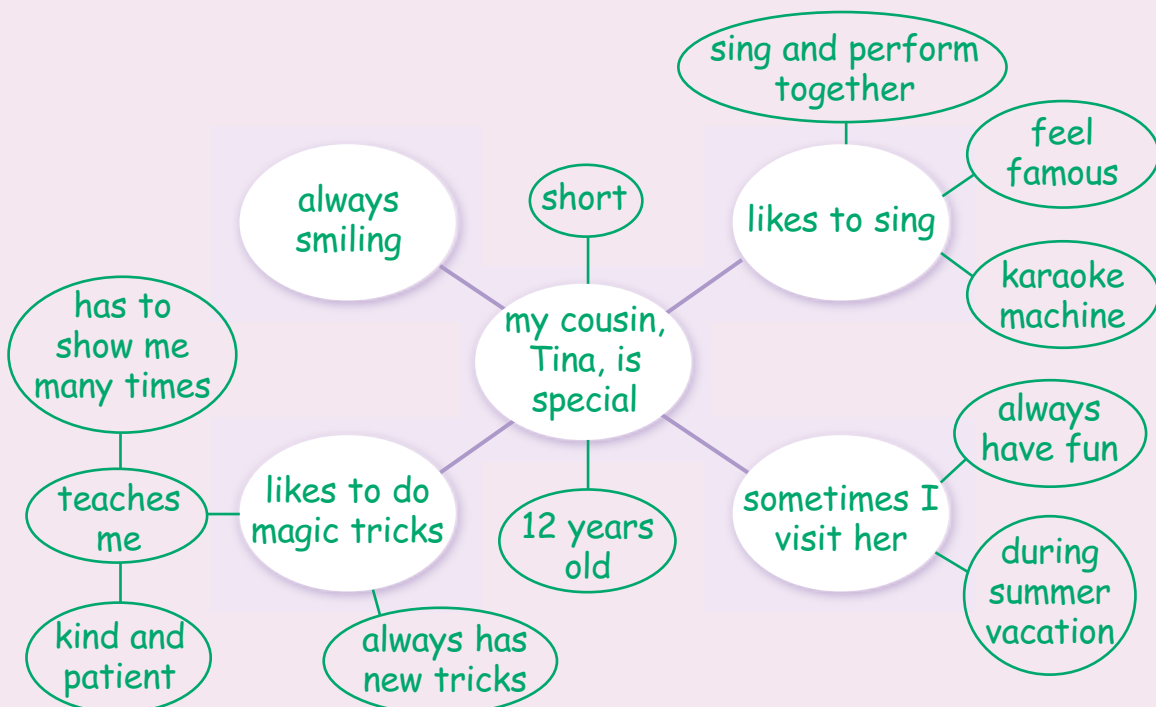 sing and perform
together
feel
famous
always
smiling
short
likes to sing
karaoke
machine
has to
show me
many times
my cousin,
Tina, is
special
always
have fun
teaches
me
likes to do
magic tricks
12 years
old
sometimes I
visit her
during
summer
vacation
kind and
patient
always has
new tricks